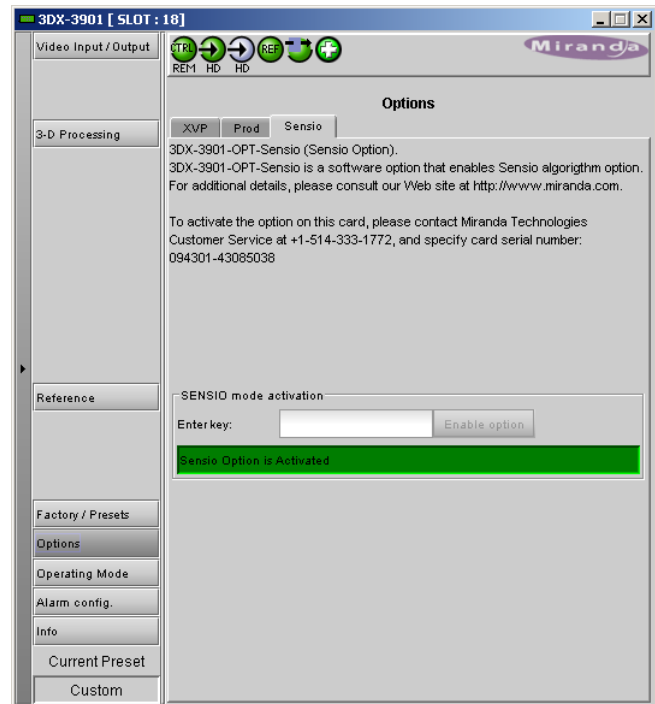 3DX-3901 [ SLOT : 18]
Video Input / Output
3-D Processing
Reference
Factory / Presets
Options
Operating Mode
Alarm config.
Info
Current Preset
Custom
CTRL
REF
REM HD HD
Miranda
Options
XVP Prod Sensio
3DX-3901-OPT-Sensio (Sensio Option).
3DX-3901-OPT-Sensio is a software option that enables Sensio algorigthm option.
For additional details, please consult our Web site at http://www.miranda.com.
To activate the option on this card, please contact Miranda Technologies
Customer Service at +1-514-333-1772, and specify card serial number:
094301-43085038
SENSIO mode activation
Enter key: Enable option
Sensio Option is Activated